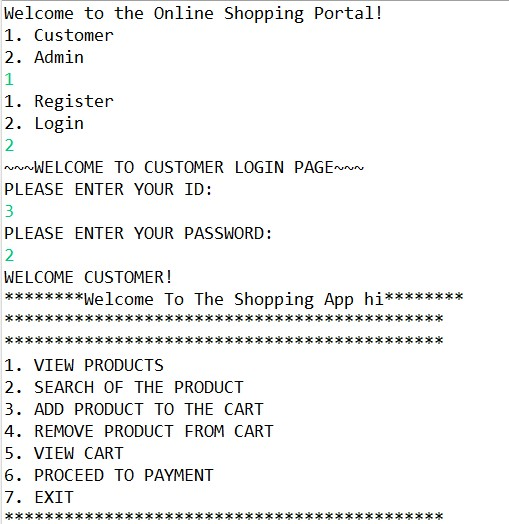 Welcome to the Online Shopping Portal!
1. Customer
2. Admin
1
1. Register
2. Login
2
~~~WELCOME TO CUSTOMER LOGIN PAGE~~~
PLEASE ENTER YOUR ID:
3
PLEASE ENTER YOUR PASSWORD:
2
WELCOME CUSTOMER!
********Welcome To The Shopping App hi********
********************************************
********************************************
1. VIEW PRODUCTS
2. SEARCH OF THE PRODUCT
3. ADD PRODUCT TO THE CART
4. REMOVE PRODUCT FROM CART
5. VIEW CART
6. PROCEED TO PAYMENT
7. EXIT
********************************************